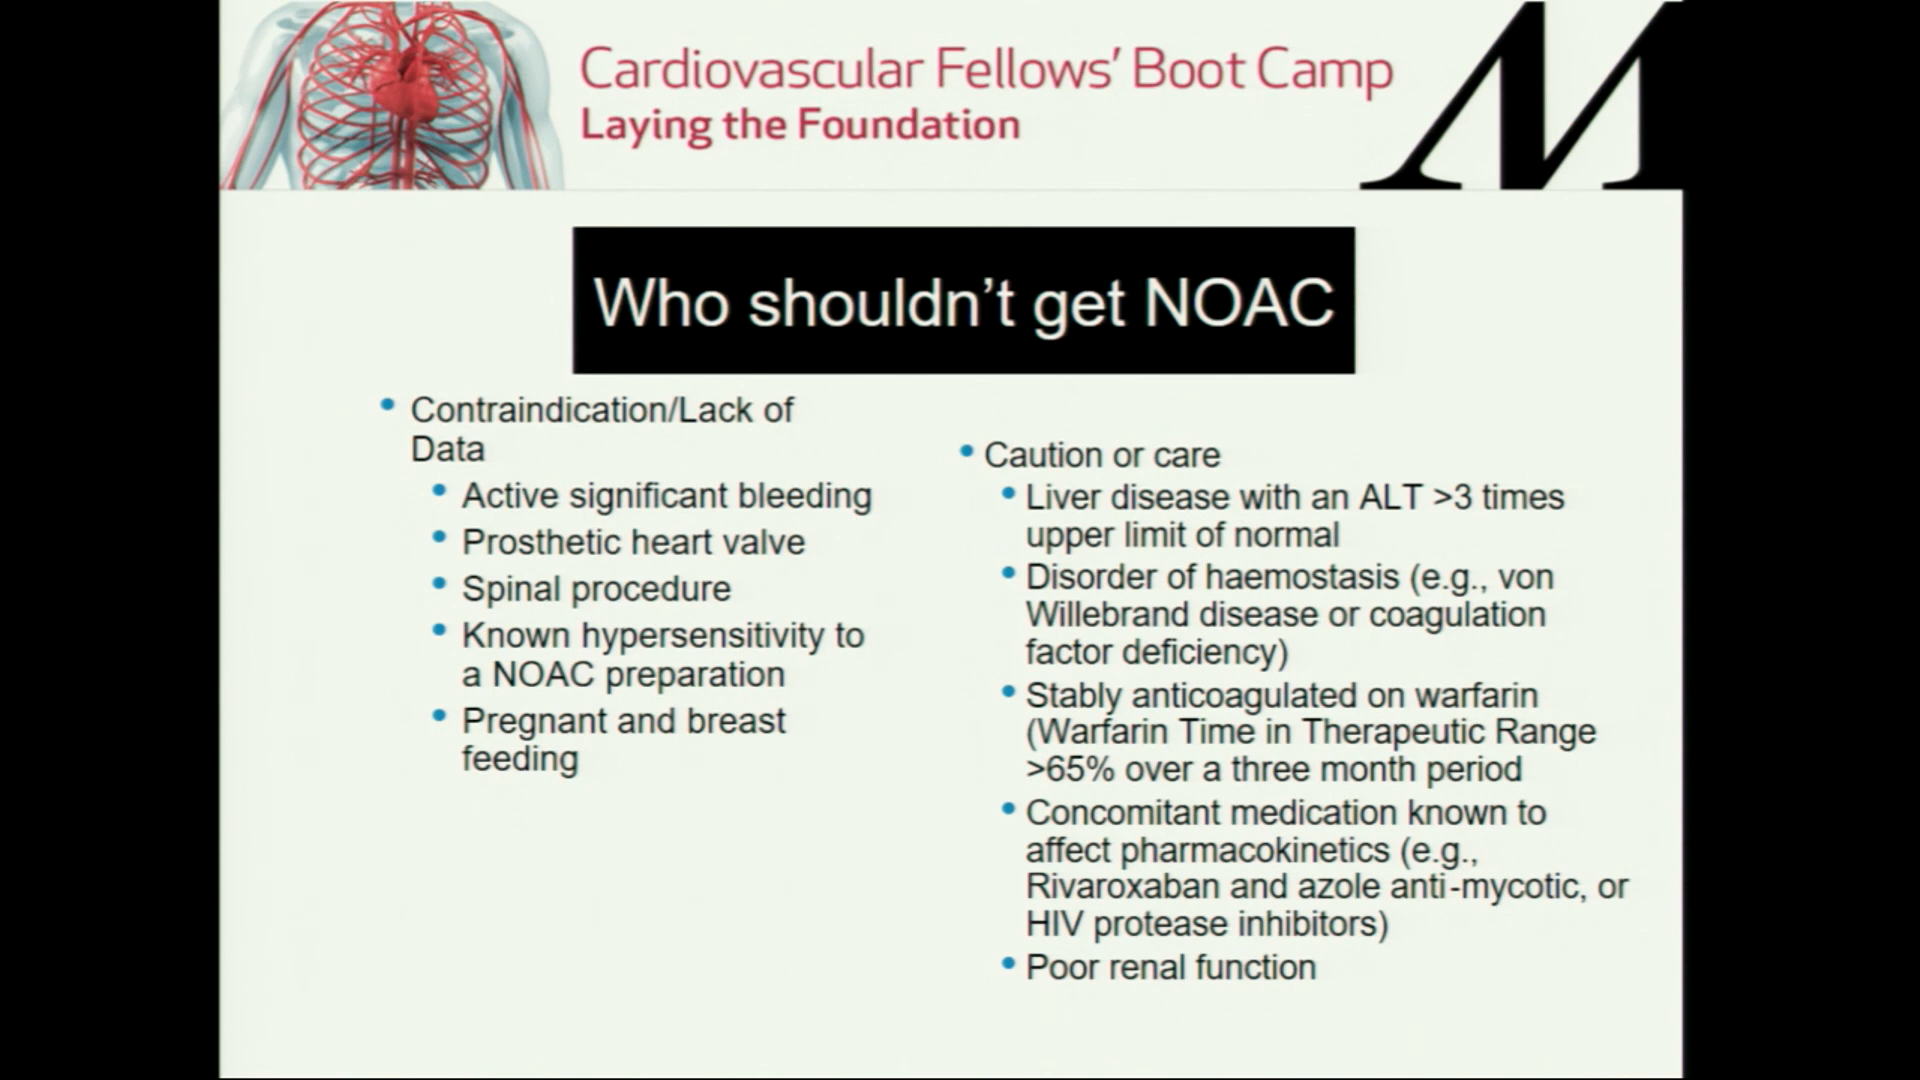 Cardiovascular Fellows' Boot Camp
Laying the Foundation
M
Who shouldn't get NOAC
• Contraindication/Lack of
Data
• Active significant bleeding
• Prosthetic heart valve
• Spinal procedure
• Known hypersensitivity to
a NOAC preparation
• Pregnant and breast
feeding
• Caution or care
• Liver disease with an ALT >3 times
upper limit of normal
• Disorder of haemostasis (e.g., von
Willebrand disease or coagulation
factor deficiency)
• Stably anticoagulated on warfarin
(Warfarin Time in Therapeutic Range
>65% over a three month period
• Concomitant medication known to
affect pharmacokinetics (e.g.,
Rivaroxaban and azole anti-mycotic, or
HIV protease inhibitors)
• Poor renal function